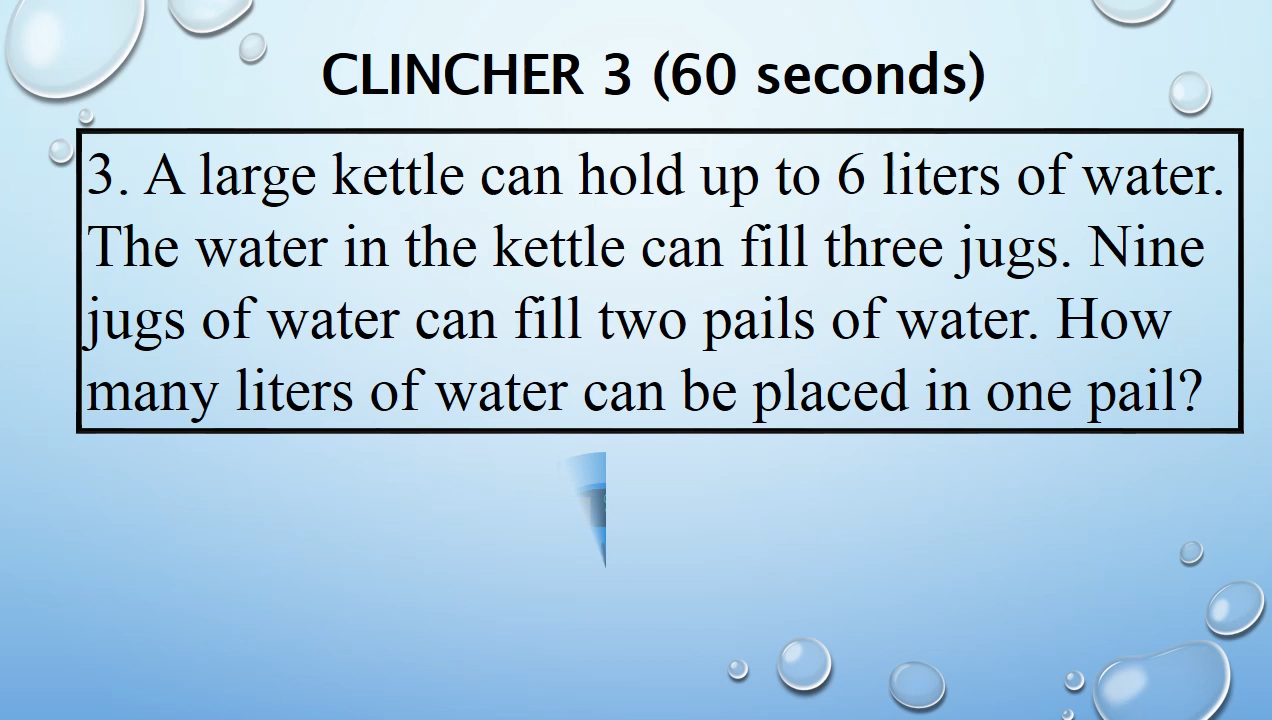 CLINCHER 3 (60 seconds)
3. A large kettle can hold up to 6 liters of water.
The water in the kettle can fill three jugs. Nine
jugs of water can fill two pails of water. How
many liters of water can be placed in one pail?